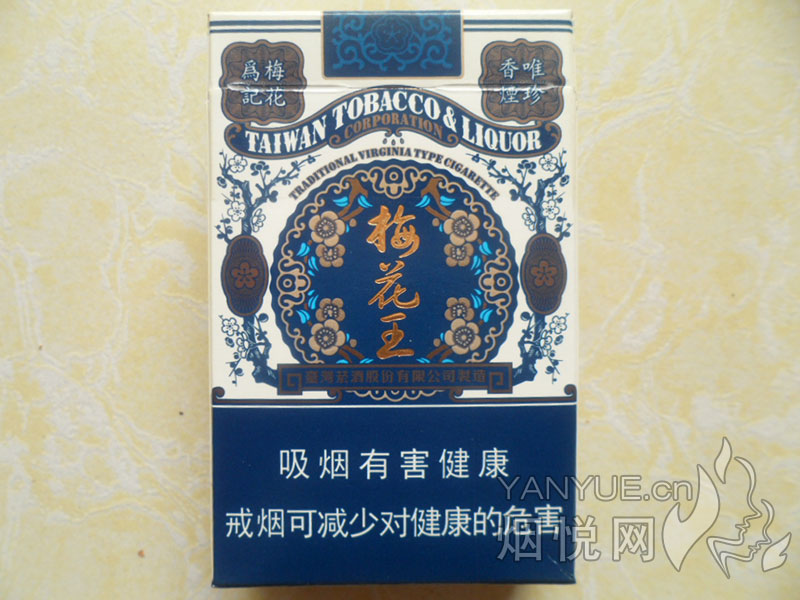 梅花
爲記
唯珍
香煙
TAIWAN TOBACCO & LIQUOR
CORPORATION
TRADITIONAL VIRGINIA TYPE CIGARETTE
梅花王
臺灣菸酒股份有限公司製造
吸烟有害健康
戒烟可减少对健康的危害
YANYUE.cn
烟悦网